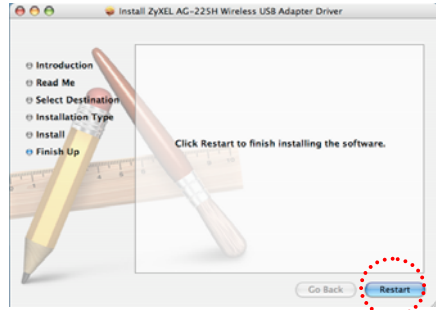 Install ZyXEL AG-225H Wireless USB Adapter Driver
Introduction
Read Me
Select Destination
Installation Type
Install
Finish Up
Click Restart to finish installing the software.
Go Back
Restart